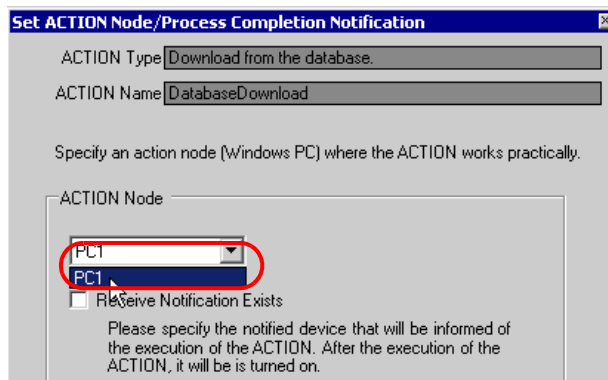 Set ACTION Node/Process Completion Notification
ACTION Type Download from the database.
ACTION Name DatabaseDownload
Specify an action node (Windows PC) where the ACTION works practically.
ACTION Node
PC1
PC1
Receive Notification Exists
Please specify the notified device that will be informed of
the execution of the ACTION. After the execution of the
ACTION, it will be is turned on.